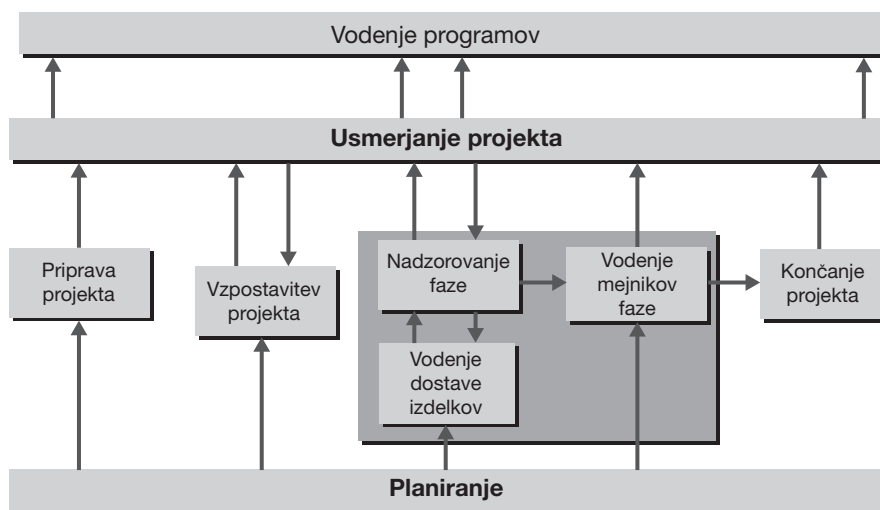 Vodenje programov
Usmerjanje projekta
Priprava
projekta
Vzpostavitev
projekta
Nadzorovanje
faze
Vodenje
mejnikov
faze
Končanje
projekta
Vodenje
dostave
izdelkov
Planiranje